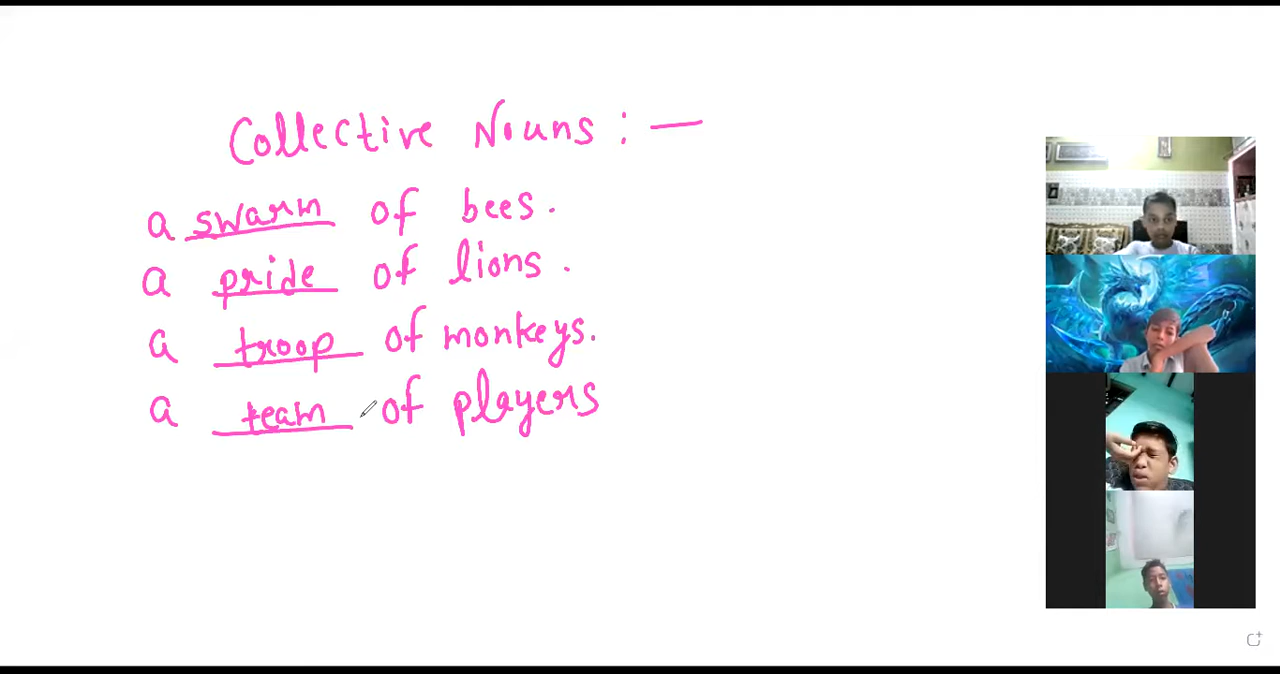 Collective Nouns : —
a swarm of bees.
a pride of lions.
a troop of monkeys.
a team of players